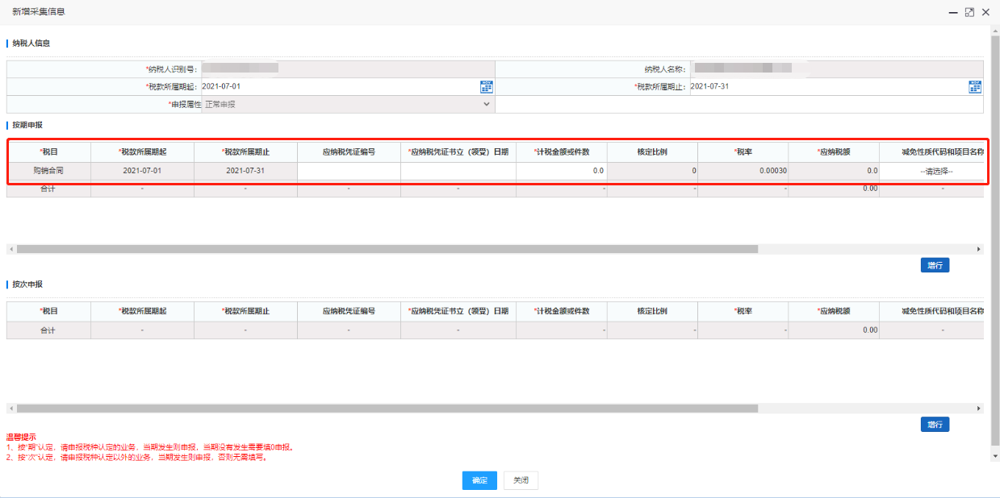 新增采集信息
纳税人信息
*纳税人识别号: 纳税人名称:
*税款所属期起: 2021-07-01 *税款所属期止: 2021-07-31
*申报属性 正常申报
按期申报
*税目 *税款所属期起 *税款所属期止 应纳税凭证编号 *应纳税凭证书立（领受）日期 *计税金额或件数 核定比例 *税率 *应纳税额 减免性质代码和项目名称
购销合同 2021-07-01 2021-07-31 0.0 0 0.00030 0.0 --请选择--
合计 - - - - - - - 0.00 -
增行
按次申报
*税目 *税款所属期起 *税款所属期止 应纳税凭证编号 *应纳税凭证书立（领受）日期 *计税金额或件数 核定比例 *税率 *应纳税额 减免性质代码和项目名称
合计 - - - - - - - 0.00 -
增行
温馨提示
1、按"期"认定，请申报税种认定的业务，当期发生则申报，当期没有发生需要填0申报。
2、按"次"认定，请申报税种认定以外的业务，当期发生则申报，否则无需填写。
确定 关闭